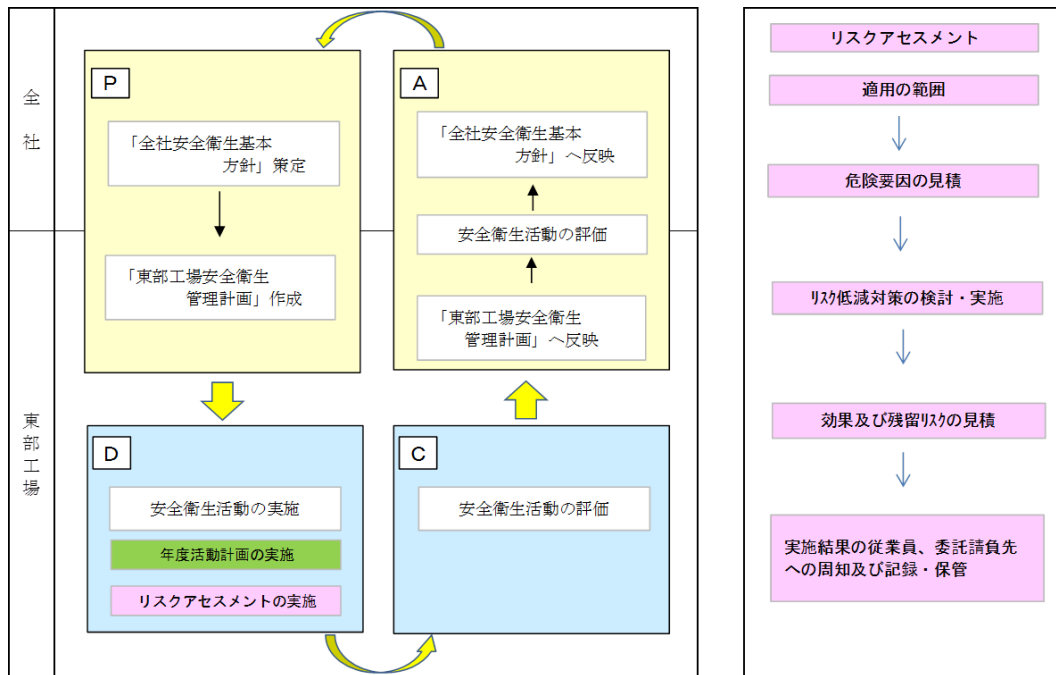 全社
P
「全社安全衛生基本
方針」策定
「東部工場安全衛生
管理計画」作成
A
「全社安全衛生基本
方針」へ反映
安全衛生活動の評価
「東部工場安全衛生
管理計画」へ反映
東部工場
D
安全衛生活動の実施
年度活動計画の実施
リスクアセスメントの実施
C
安全衛生活動の評価
リスクアセスメント
適用の範囲
危険要因の見積
ﾘｽｸ低減対策の検討・実施
効果及び残留ﾘｽｸの見積
実施結果の従業員、委託請負先
への周知及び記録・保管